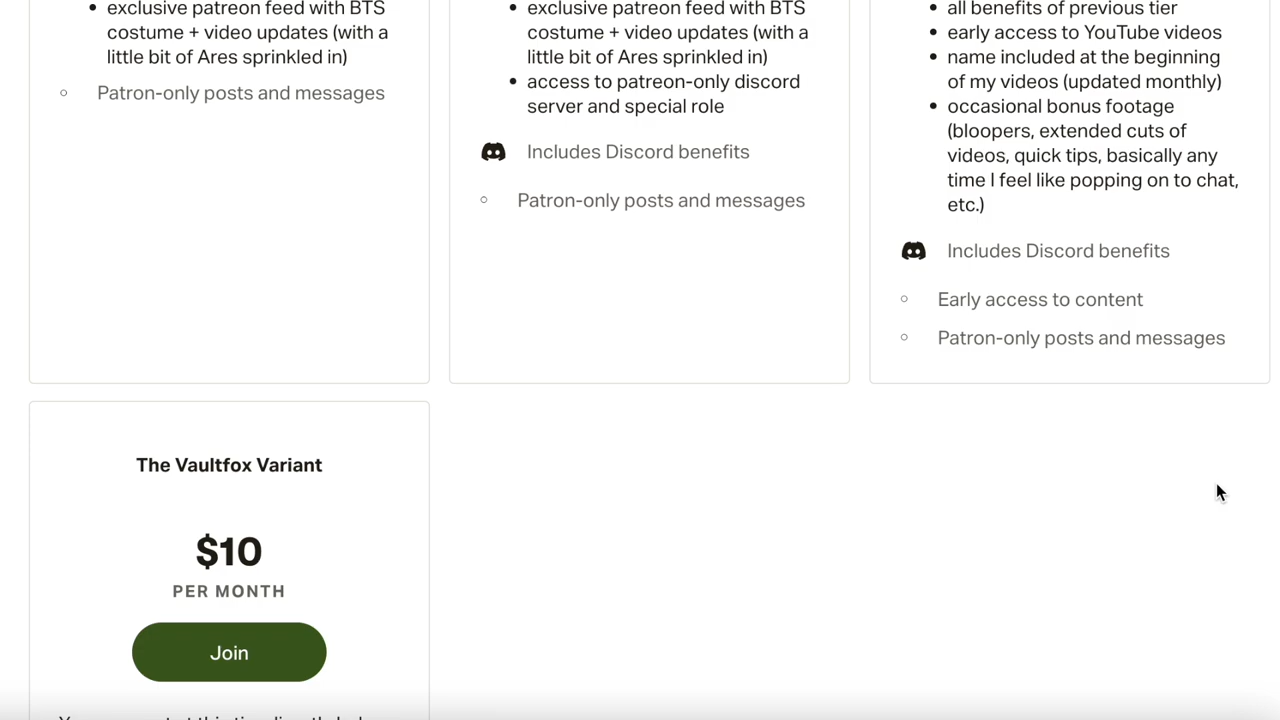 exclusive patreon feed with BTS
costume + video updates (with a
little bit of Ares sprinkled in)
Patron-only posts and messages
exclusive patreon feed with BTS
costume + video updates (with a
little bit of Ares sprinkled in)
access to patreon-only discord
server and special role
Includes Discord benefits
Patron-only posts and messages
all benefits of previous tier
early access to YouTube videos
name included at the beginning
of my videos (updated monthly)
occasional bonus footage
(bloopers, extended cuts of
videos, quick tips, basically any
time I feel like popping on to chat,
etc.)
Includes Discord benefits
Early access to content
Patron-only posts and messages
The Vaultfox Variant
$10
PER MONTH
Join